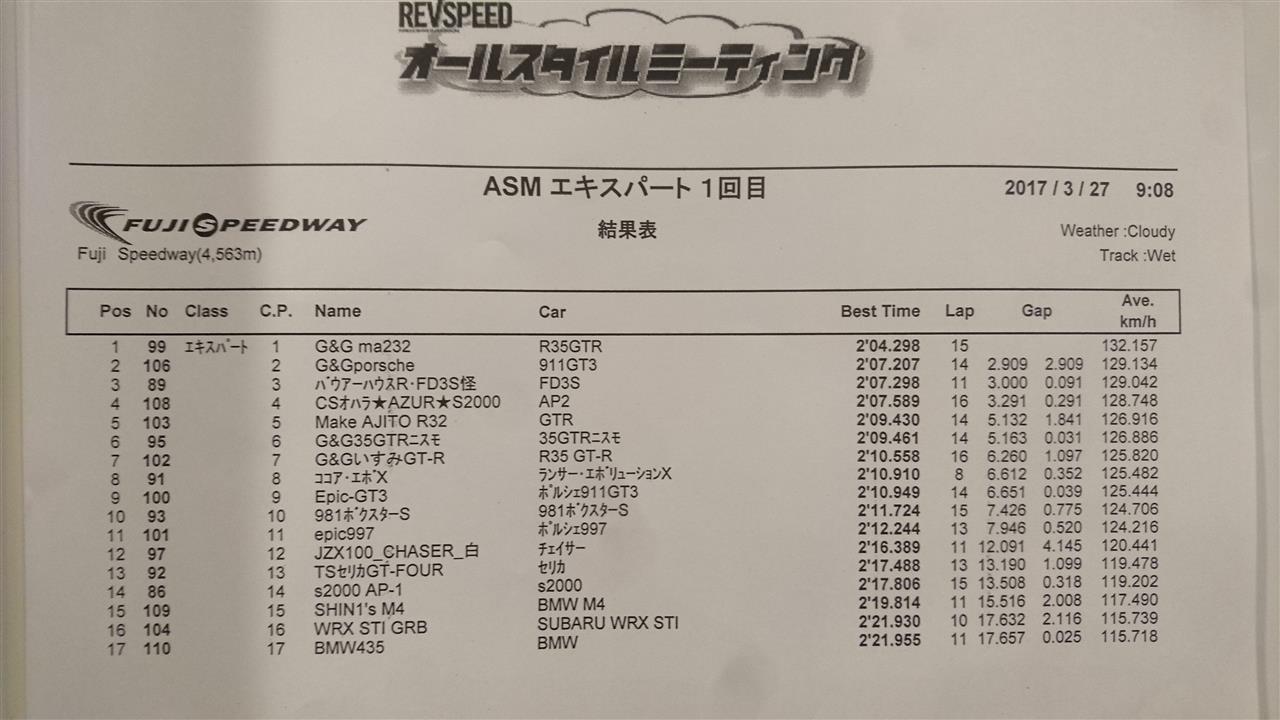 REVSPEED
オールスタイルミーティング
ASM エキスパート 1回目 2017 / 3 / 27 9:08
FUJI SPEEDWAY 結果表 Weather :Cloudy
Fuji Speedway(4,563m) Track :Wet
Pos No Class C.P. Name Car Best Time Lap Gap Ave. km/h
1 99 ｴｷｽﾊﾟｰﾄ 1 G&G ma232 R35GTR 2'04.298 15 132.157
2 106 2 G&Gporsche 911GT3 2'07.207 14 2.909 2.909 129.134
3 89 3 ﾊﾞｳｱｰﾊｳｽR･FD3S怪 FD3S 2'07.298 11 3.000 0.091 129.042
4 108 4 CSｵﾊﾗ★AZUR★S2000 AP2 2'07.589 16 3.291 0.291 128.748
5 103 5 Make AJITO R32 GTR 2'09.430 14 5.132 1.841 126.916
6 95 6 G&G35GTRﾆｽﾓ 35GTRﾆｽﾓ 2'09.461 14 5.163 0.031 126.886
7 102 7 G&GいすみGT-R R35 GT-R 2'10.558 16 6.260 1.097 125.820
8 91 8 ｺｺｱ･ｴﾎﾞX ﾗﾝｻｰ･ｴﾎﾞﾘｭｰｼｮﾝX 2'10.910 8 6.612 0.352 125.482
9 100 9 Epic-GT3 ﾎﾟﾙｼｪ911GT3 2'10.949 14 6.651 0.039 125.444
10 93 10 981ﾎﾞｸｽﾀｰS 981ﾎﾞｸｽﾀｰS 2'11.724 15 7.426 0.775 124.706
11 101 11 epic997 ﾎﾟﾙｼｪ997 2'12.244 13 7.946 0.520 124.216
12 97 12 JZX100_CHASER_白 ﾁｪｲｻｰ 2'16.389 11 12.091 4.145 120.441
13 92 13 TSｾﾘｶGT-FOUR ｾﾘｶ 2'17.488 13 13.190 1.099 119.478
14 86 14 s2000 AP-1 s2000 2'17.806 15 13.508 0.318 119.202
15 109 15 SHIN1's M4 BMW M4 2'19.814 11 15.516 2.008 117.490
16 104 16 WRX STI GRB SUBARU WRX STI 2'21.930 10 17.632 2.116 115.739
17 110 17 BMW435 BMW 2'21.955 11 17.657 0.025 115.718